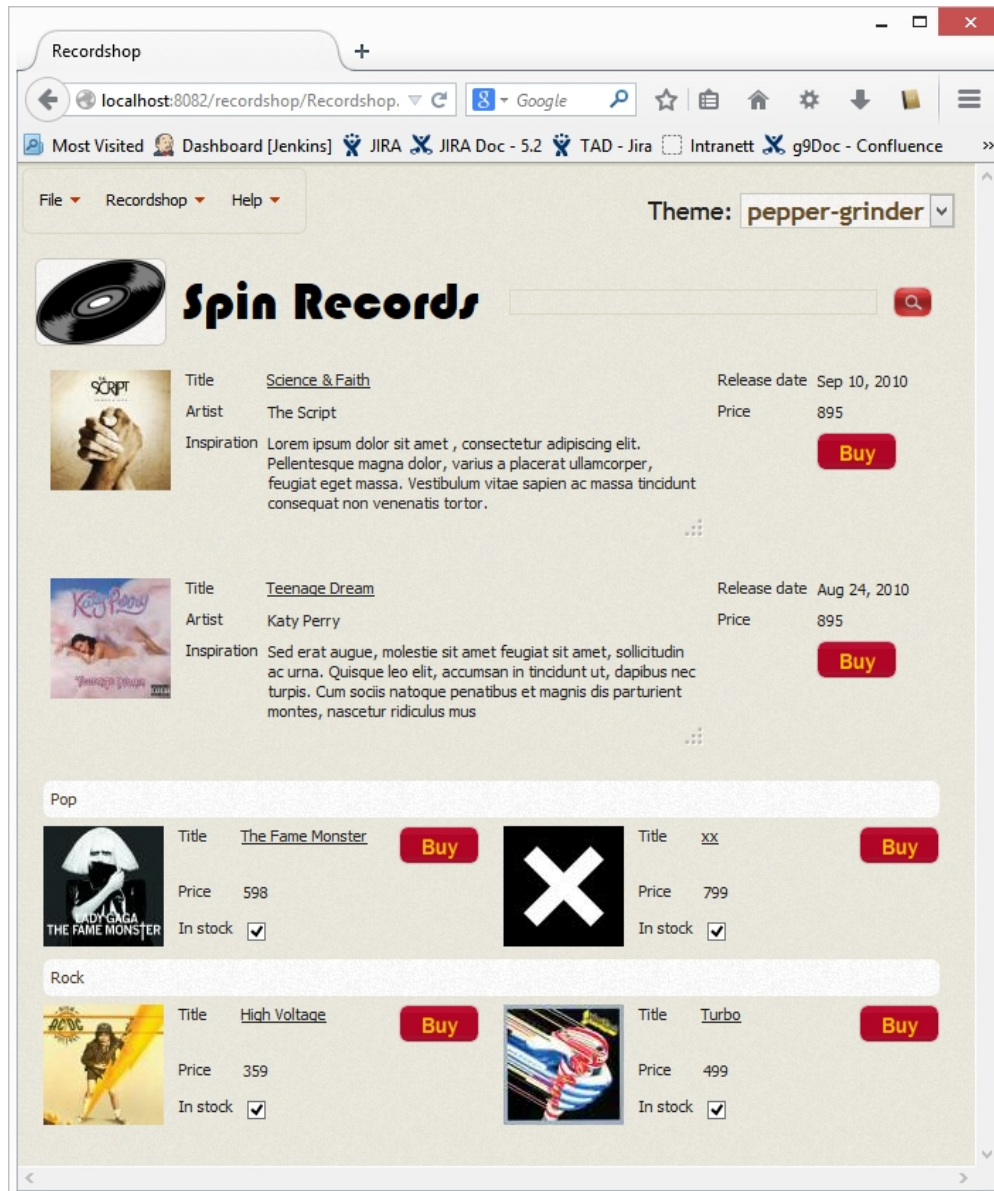 Recordshop
localhost:8082/recordshop/Recordshop.
Google
Most Visited Dashboard [Jenkins] JIRA JIRA Doc - 5.2 TAD - Jira Intranett g9Doc - Confluence »
File Recordshop Help
Theme: pepper-grinder
Spin Records
THE SCRIPT
Title Science & Faith Release date Sep 10, 2010
Artist The Script Price 895
Inspiration Lorem ipsum dolor sit amet , consectetur adipiscing elit.
Pellentesque magna dolor, varius a placerat ullamcorper,
feugiat eget massa. Vestibulum vitae sapien ac massa tincidunt
consequat non venenatis tortor.
Buy
Katy Perry
Teenage Dream
Title Teenage Dream Release date Aug 24, 2010
Artist Katy Perry Price 895
Inspiration Sed erat augue, molestie sit amet feugiat sit amet, sollicitudin
ac urna. Quisque leo elit, accumsan in tincidunt ut, dapibus nec
turpis. Cum sociis natoque penatibus et magnis dis parturient
montes, nascetur ridiculus mus
Buy
Pop
LADY GAGA
THE FAME MONSTER
Title The Fame Monster Buy
Price 598
In stock
Title xx Buy
Price 799
In stock
Rock
AC/DC
Title High Voltage Buy
Price 359
In stock
Title Turbo Buy
Price 499
In stock